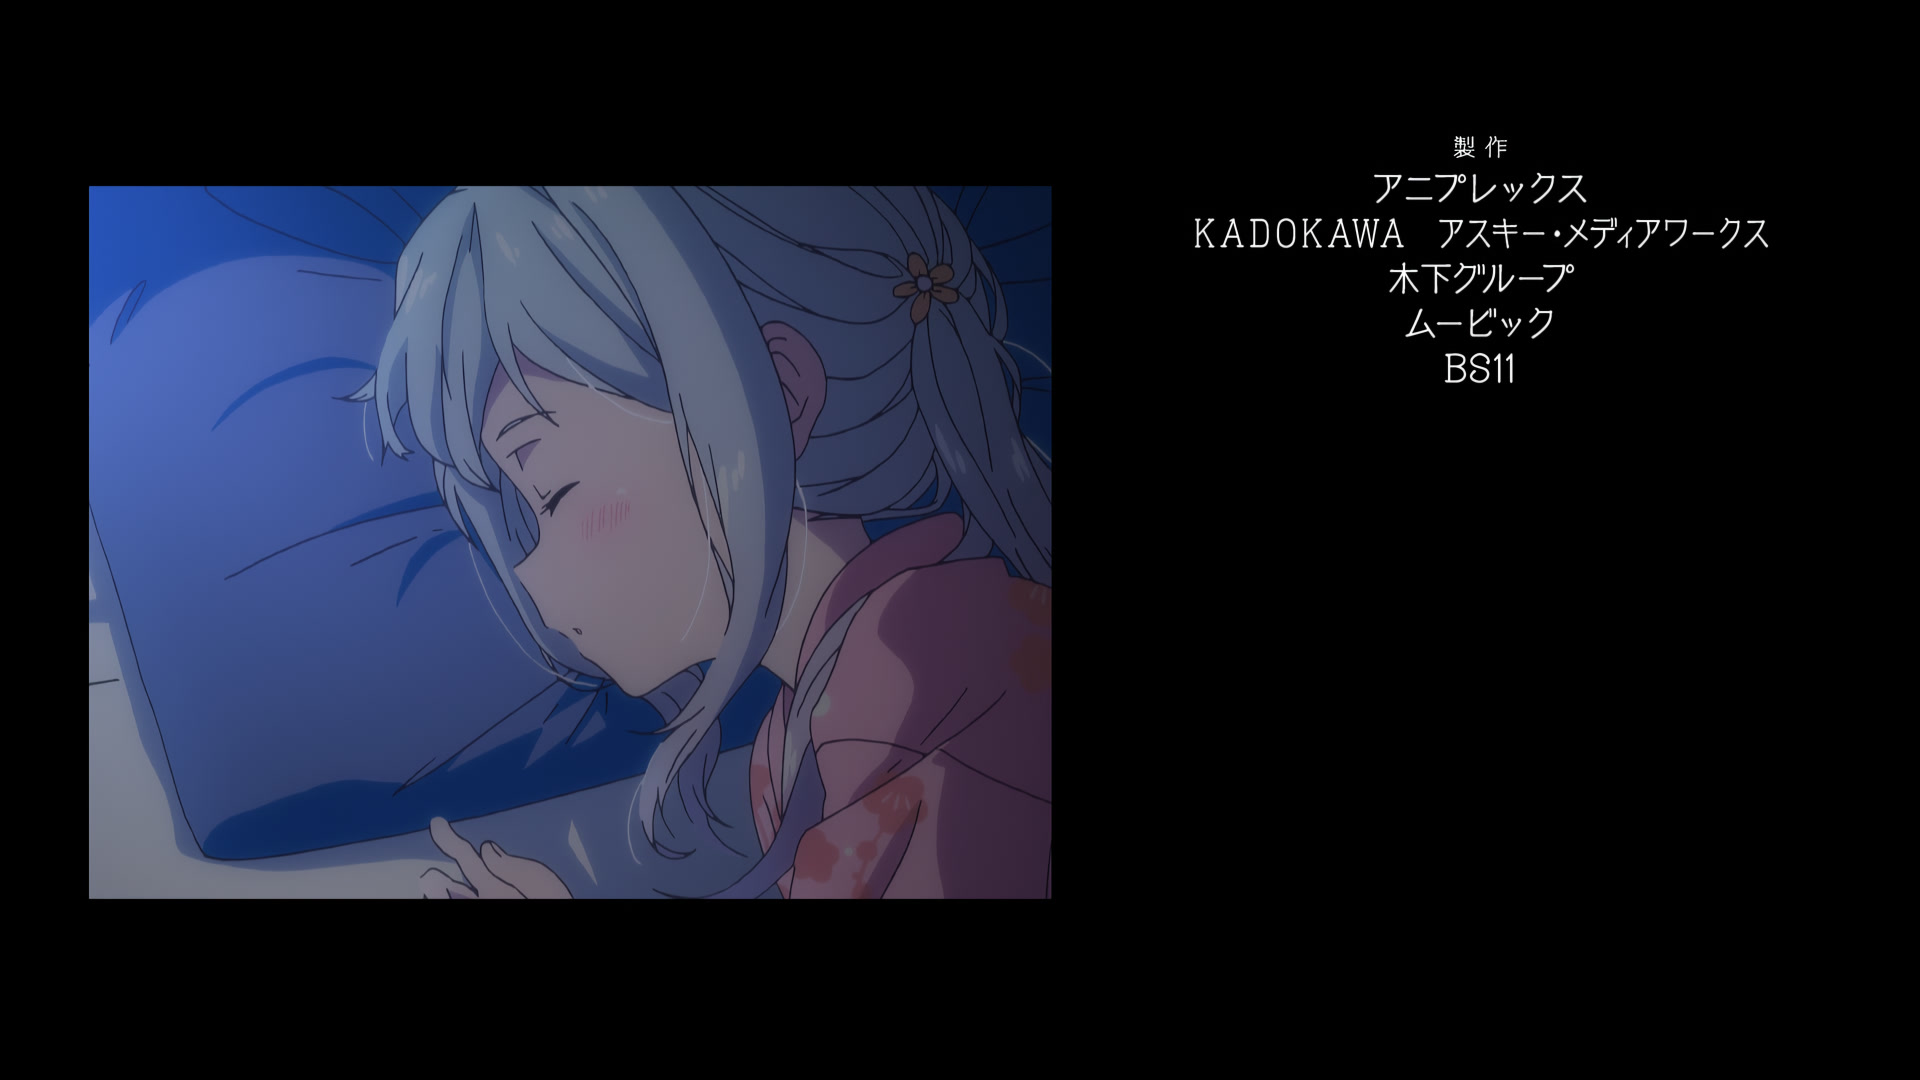 製作
アニプレックス
KADOKAWA アスキー・メディアワークス
木下グループ
ムービック
BS11